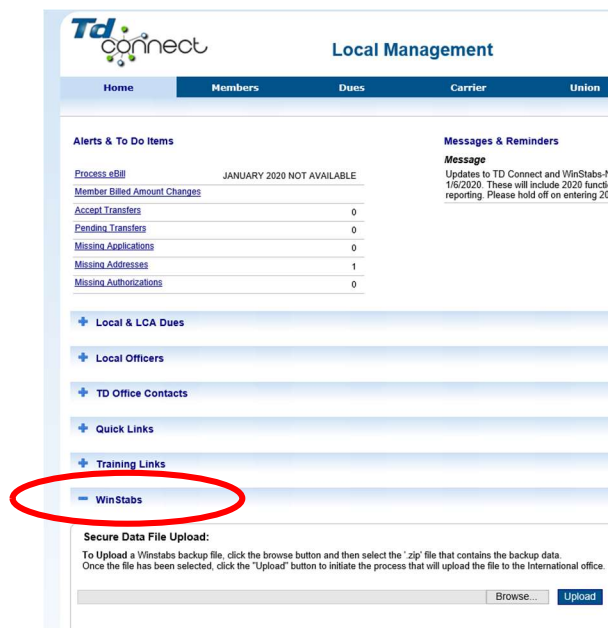 Td connect
Local Management
Home Members Dues Carrier Union
Alerts & To Do Items
Process eBill JANUARY 2020 NOT AVAILABLE
Member Billed Amount Changes
Accept Transfers 0
Pending Transfers 0
Missing Applications 0
Missing Addresses 1
Missing Authorizations 0
Messages & Reminders
Message
Updates to TD Connect and WinStabs-
1/6/2020. These will include 2020
reporting. Please hold off on entering
Local & LCA Dues
Local Officers
TD Office Contacts
Quick Links
Training Links
WinStabs
Secure Data File Upload:
To Upload a Winstabs backup file, click the browse button and then select the '.zip' file that contains the backup data.
Once the file has been selected, click the "Upload" button to initiate the process that will upload the file to the International office.
Browse... Upload